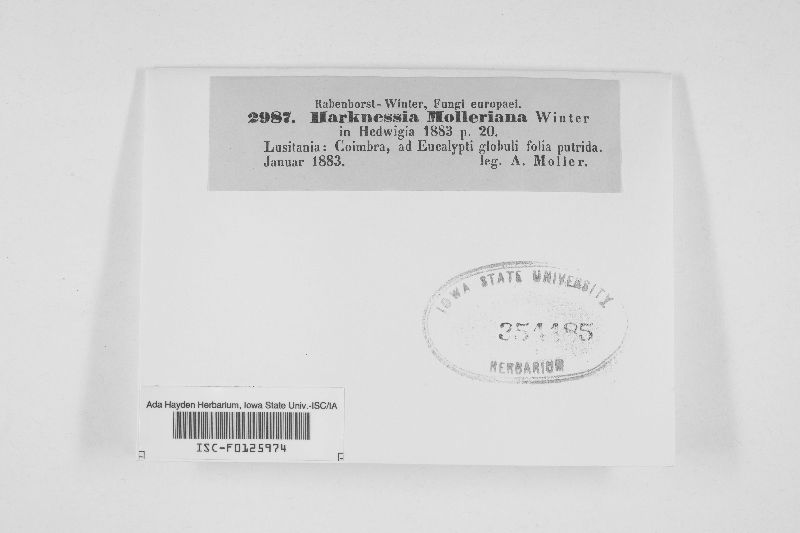 Rabenhorst-Winter, Fungi europaei.
2987. Harknessia Molleriana Winter
in Hedwigia 1883 p. 20.
Lusitania: Coimbra, ad Eucalypti globuli folia putrida.
Januar 1883. leg. A. Moller.
IOWA STATE UNIVERSITY
354485
HERBARIUM
Ada Hayden Herbarium, Iowa State Univ.-ISC/IA
ISC-F0125974